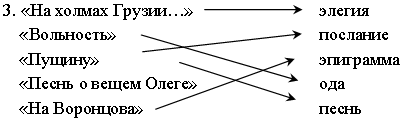 3. «На холмах Грузии…» элегия
«Вольность» послание
«Пущину» эпиграмма
«Песнь о вещем Олеге» ода
«На Воронцова» песнь